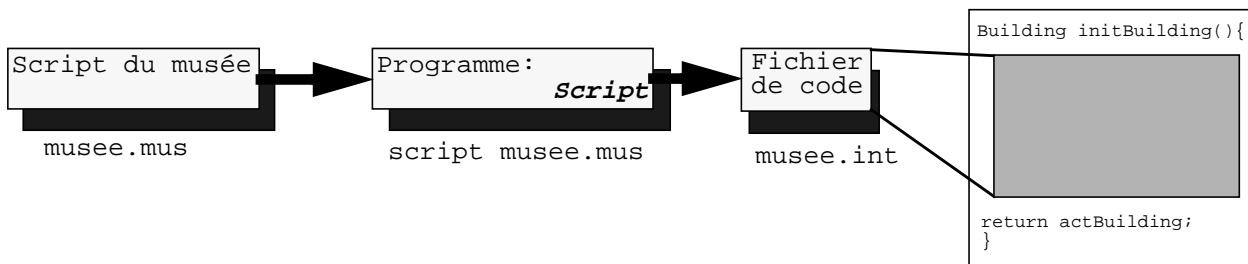 Script du musée
musee.mus
Programme:
Script
script musee.mus
Fichier
de code
musee.int
Building initBuilding(){
return actBuilding;
}